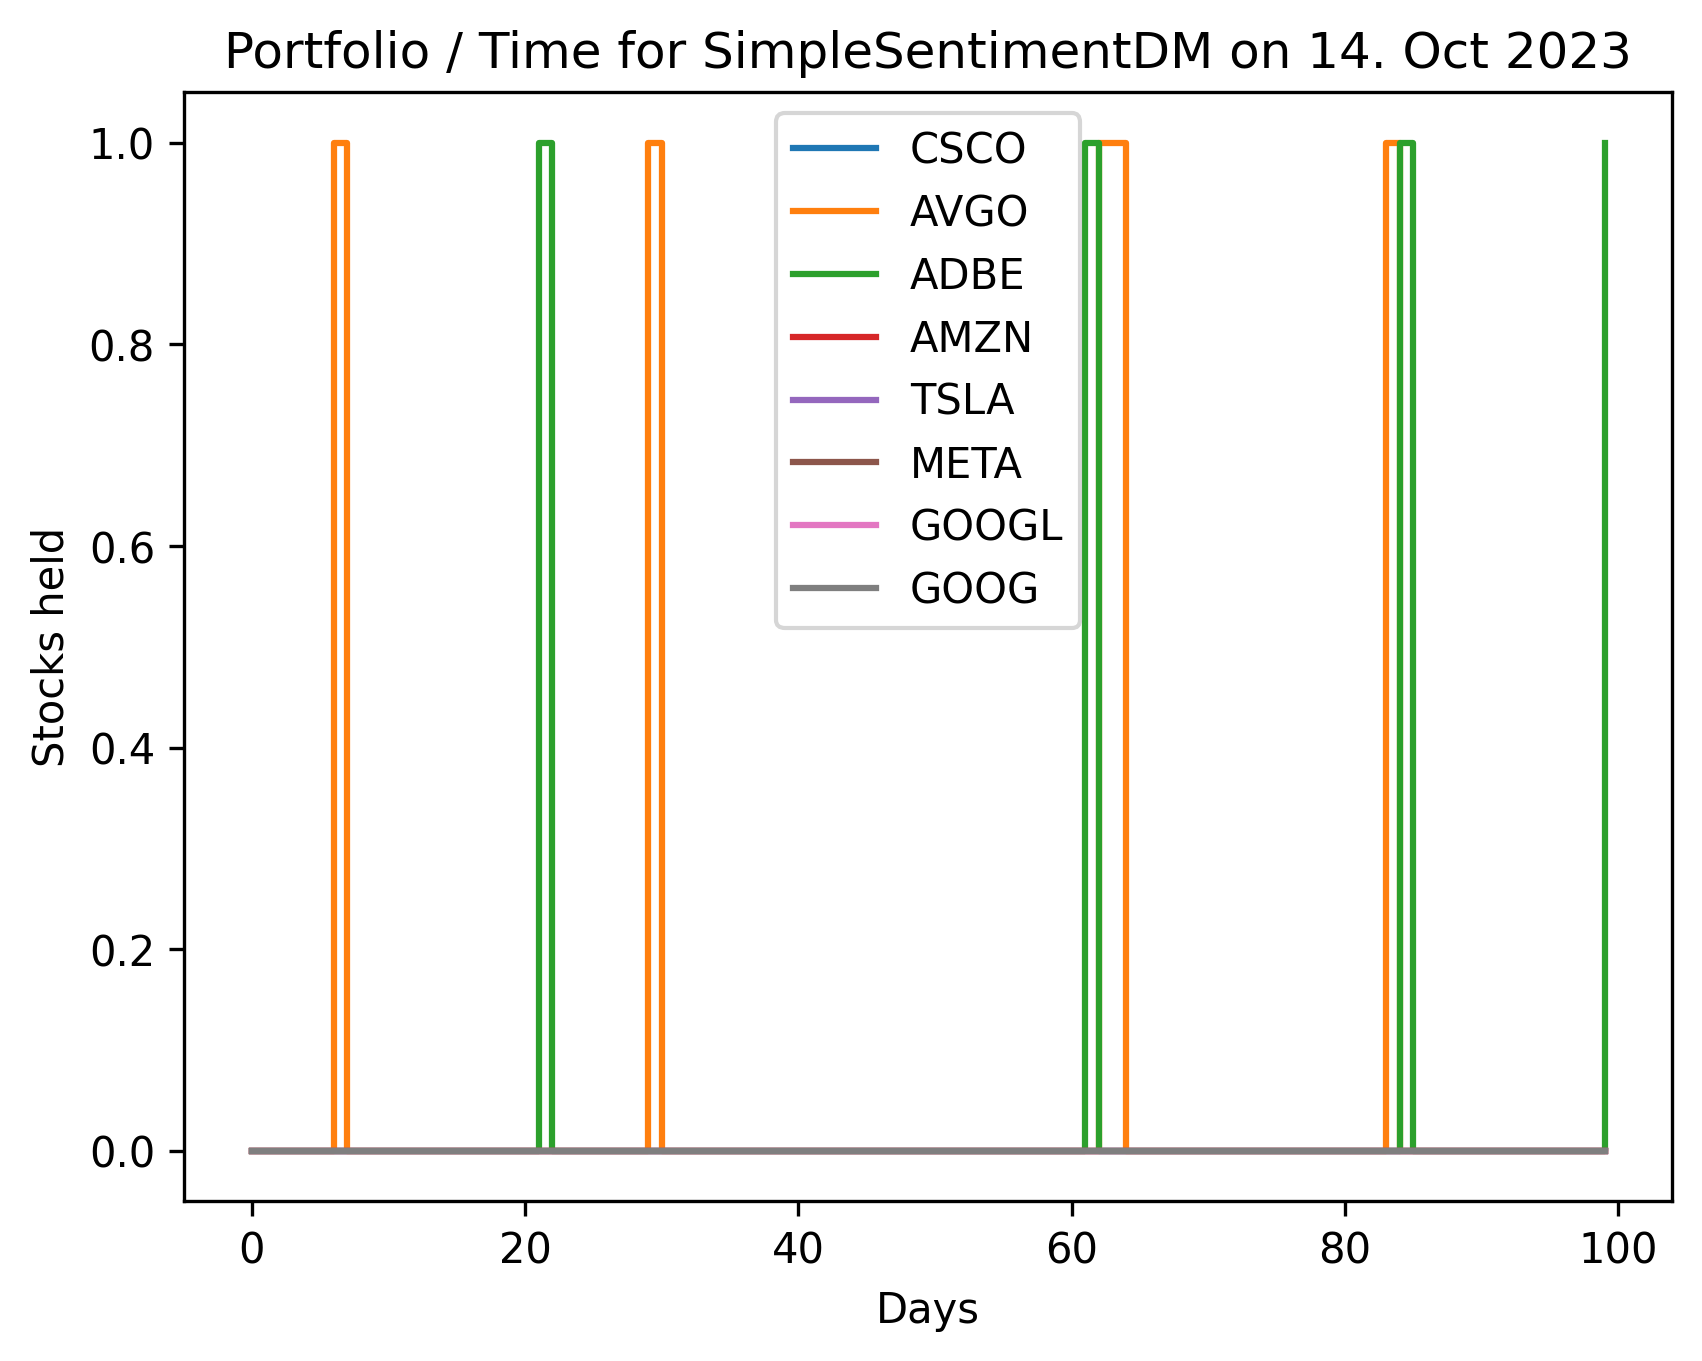 Portfolio / Time for SimpleSentimentDM on 14. Oct 2023
1.0
0.8
0.6
0.4
0.2
0.0
Stocks held
CSCO
AVGO
ADBE
AMZN
TSLA
META
GOOGL
GOOG
0 20 40 60 80 100
Days